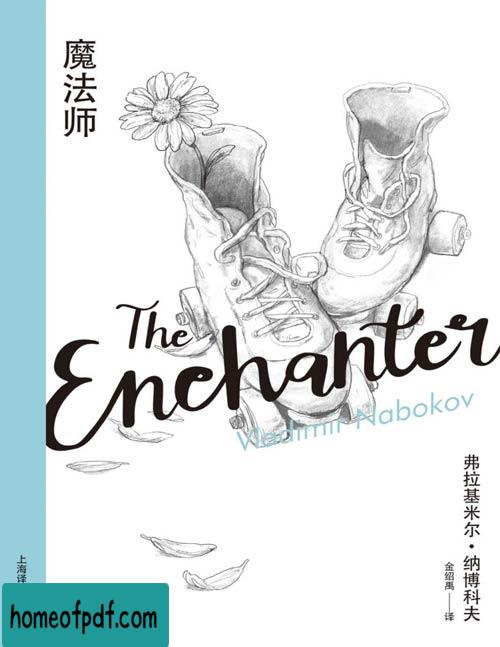 魔法师
The
Enchanter
Vladimir Nabokov
弗拉基米尔·纳博科夫
金绍禹——译
上海译
homeofpdf.com